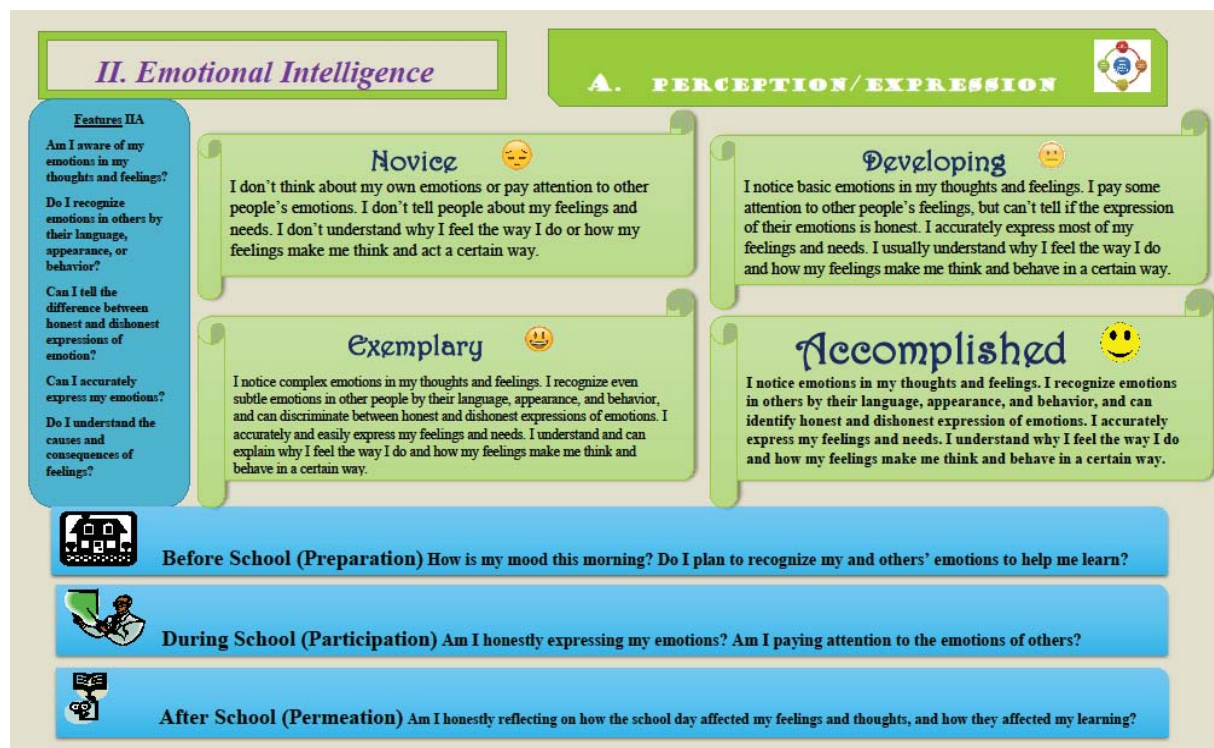 II. Emotional Intelligence
A. PERCEPTION/EXPRESSION
Features IIA
Am I aware of my
emotions in my
thoughts and feelings?
Do I recognize
emotions in others by
their language,
appearance, or
behavior?
Can I tell the
difference between
honest and dishonest
expressions of
emotion?
Can I accurately
express my emotions?
Do I understand the
causes and
consequences of
feelings?
Novice
I don't think about my own emotions or pay attention to other
people's emotions. I don't tell people about my feelings and
needs. I don't understand why I feel the way I do or how my
feelings make me think and act a certain way.
Developing
I notice basic emotions in my thoughts and feelings. I pay some
attention to other people's feelings, but can't tell if the expression
of their emotions is honest. I accurately express most of my
feelings and needs. I usually understand why I feel the way I do
and how my feelings make me think and behave in a certain way.
Exemplary
I notice complex emotions in my thoughts and feelings. I recognize even
subtle emotions in other people by their language, appearance, and behavior,
and can discriminate between honest and dishonest expressions of emotions. I
accurately and easily express my feelings and needs. I understand and can
explain why I feel the way I do and how my feelings make me think and
behave in a certain way.
Accomplished
I notice emotions in my thoughts and feelings. I recognize emotions
in others by their language, appearance, and behavior, and can
identify honest and dishonest expression of emotions. I accurately
express my feelings and needs. I understand why I feel the way I do
and how my feelings make me think and behave in a certain way.
Before School (Preparation) How is my mood this morning? Do I plan to recognize my and others' emotions to help me learn?
During School (Participation) Am I honestly expressing my emotions? Am I paying attention to the emotions of others?
After School (Permeation) Am I honestly reflecting on how the school day affected my feelings and thoughts, and how they affected my learning?